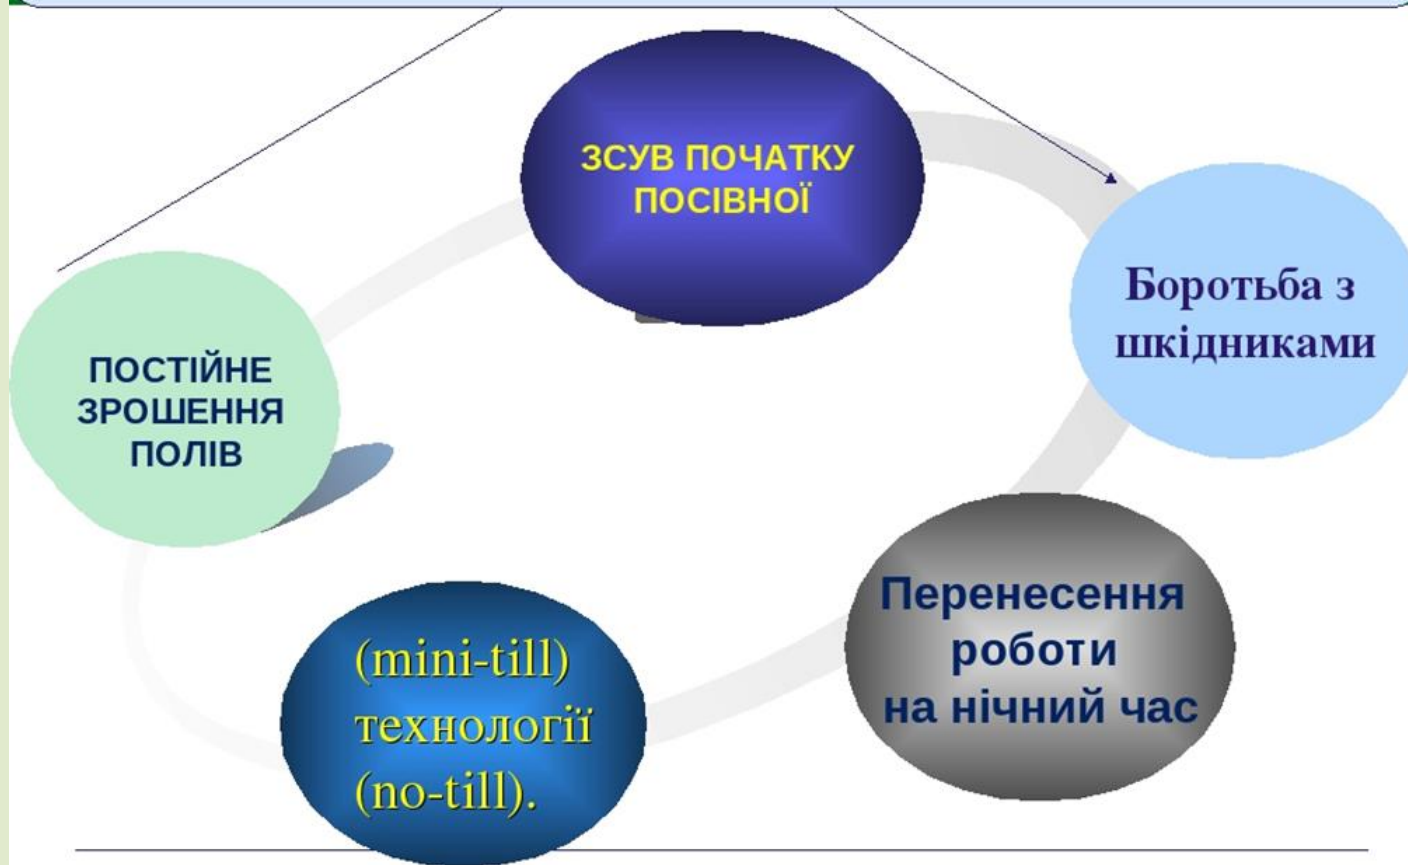 ЗСУВ ПОЧАТКУ
ПОСІВНОЇ
Боротьба з
шкідниками
ПОСТІЙНЕ
ЗРОШЕННЯ
ПОЛІВ
Перенесення
роботи
на нічний час
(mini-till)
технології
(no-till).